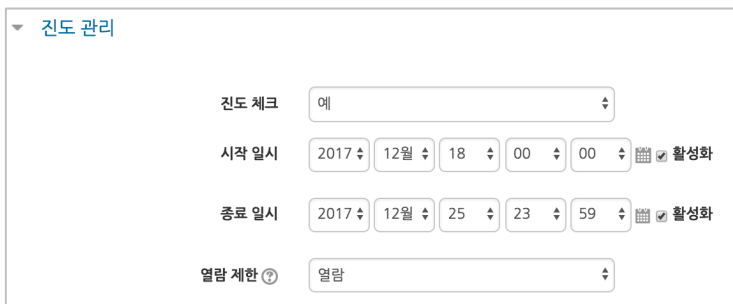 진도 관리
진도 체크 예
시작 일시 2017 12월 18 00 00 활성화
종료 일시 2017 12월 25 23 59 활성화
열람 제한 ? 열람